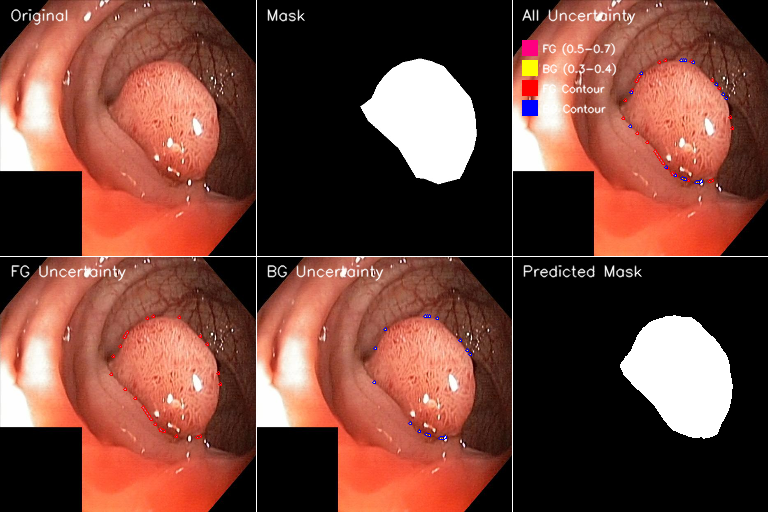 Original
Mask
All Uncertainty
FG (0.5-0.7)
BG (0.3-0.4)
Contour
Contour
FG Uncertainty
BG Uncertainty
Predicted Mask